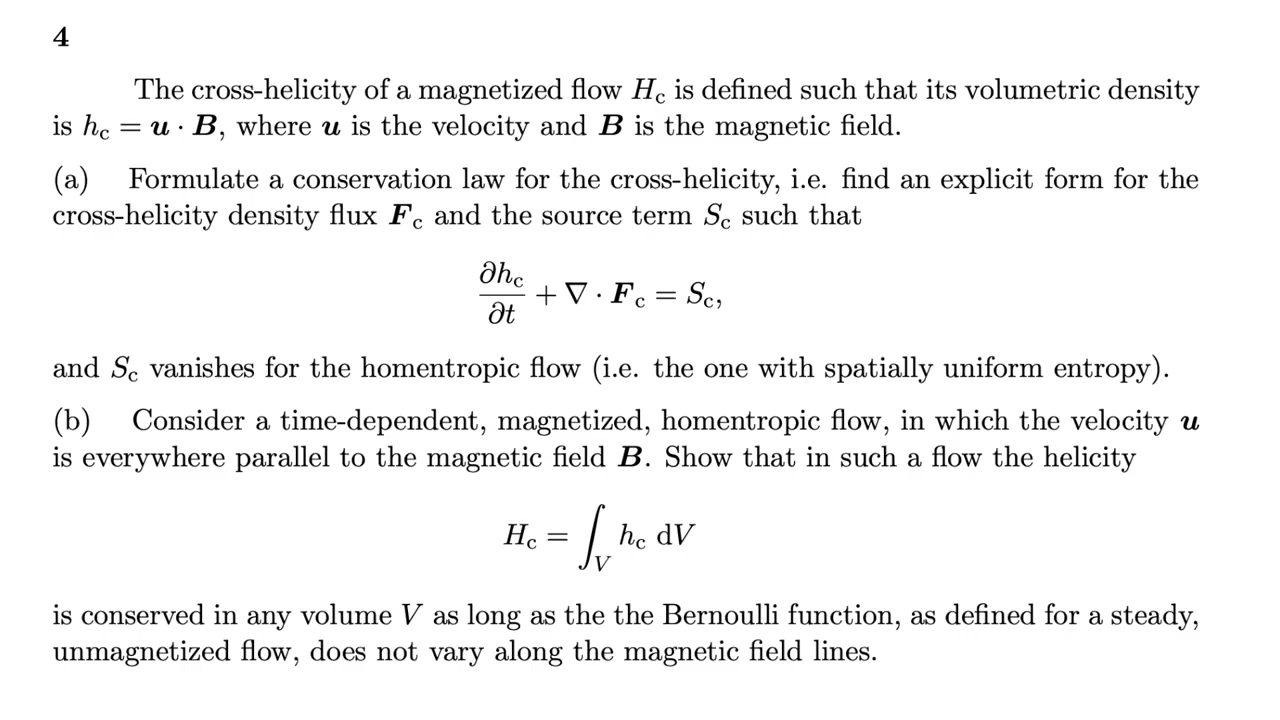 4
The cross-helicity of a magnetized flow H_c is defined such that its volumetric density
is h_c = u · B, where u is the velocity and B is the magnetic field.
(a) Formulate a conservation law for the cross-helicity, i.e. find an explicit form for the
cross-helicity density flux F_c and the source term S_c such that
∂h_c/∂t + ∇ · F_c = S_c,
and S_c vanishes for the homentropic flow (i.e. the one with spatially uniform entropy).
(b) Consider a time-dependent, magnetized, homentropic flow, in which the velocity u
is everywhere parallel to the magnetic field B. Show that in such a flow the helicity
H_c = ∫_V h_c dV
is conserved in any volume V as long as the the Bernoulli function, as defined for a steady,
unmagnetized flow, does not vary along the magnetic field lines.